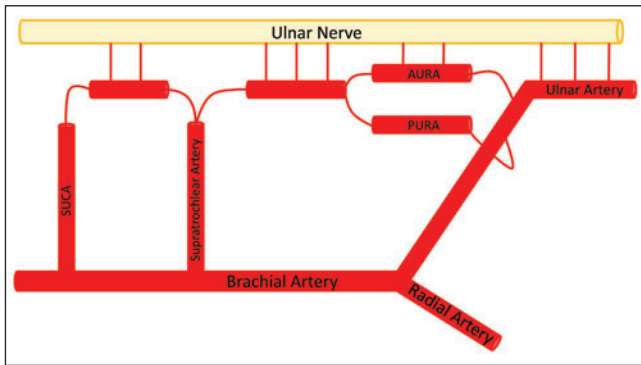 Ulnar Nerve
AURA
Ulnar Artery
PURA
SUCA
Supratrochlear Artery
Brachial Artery
Radial Artery